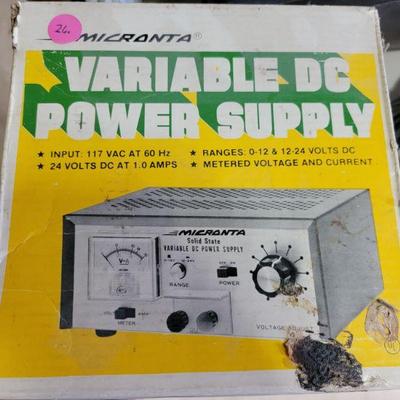 26.
MICRONTA®
VARIABLE DC
POWER SUPPLY
★ INPUT: 117 VAC AT 60 Hz ★ RANGES: 0-12 & 12-24 VOLTS DC
★ 24 VOLTS DC AT 1.0 AMPS ★ METERED VOLTAGE AND CURRENT
MICRONTA
Solid State
VARIABLE DC POWER SUPPLY
RANGE
POWER
METER
VOLTAGE ADJUST